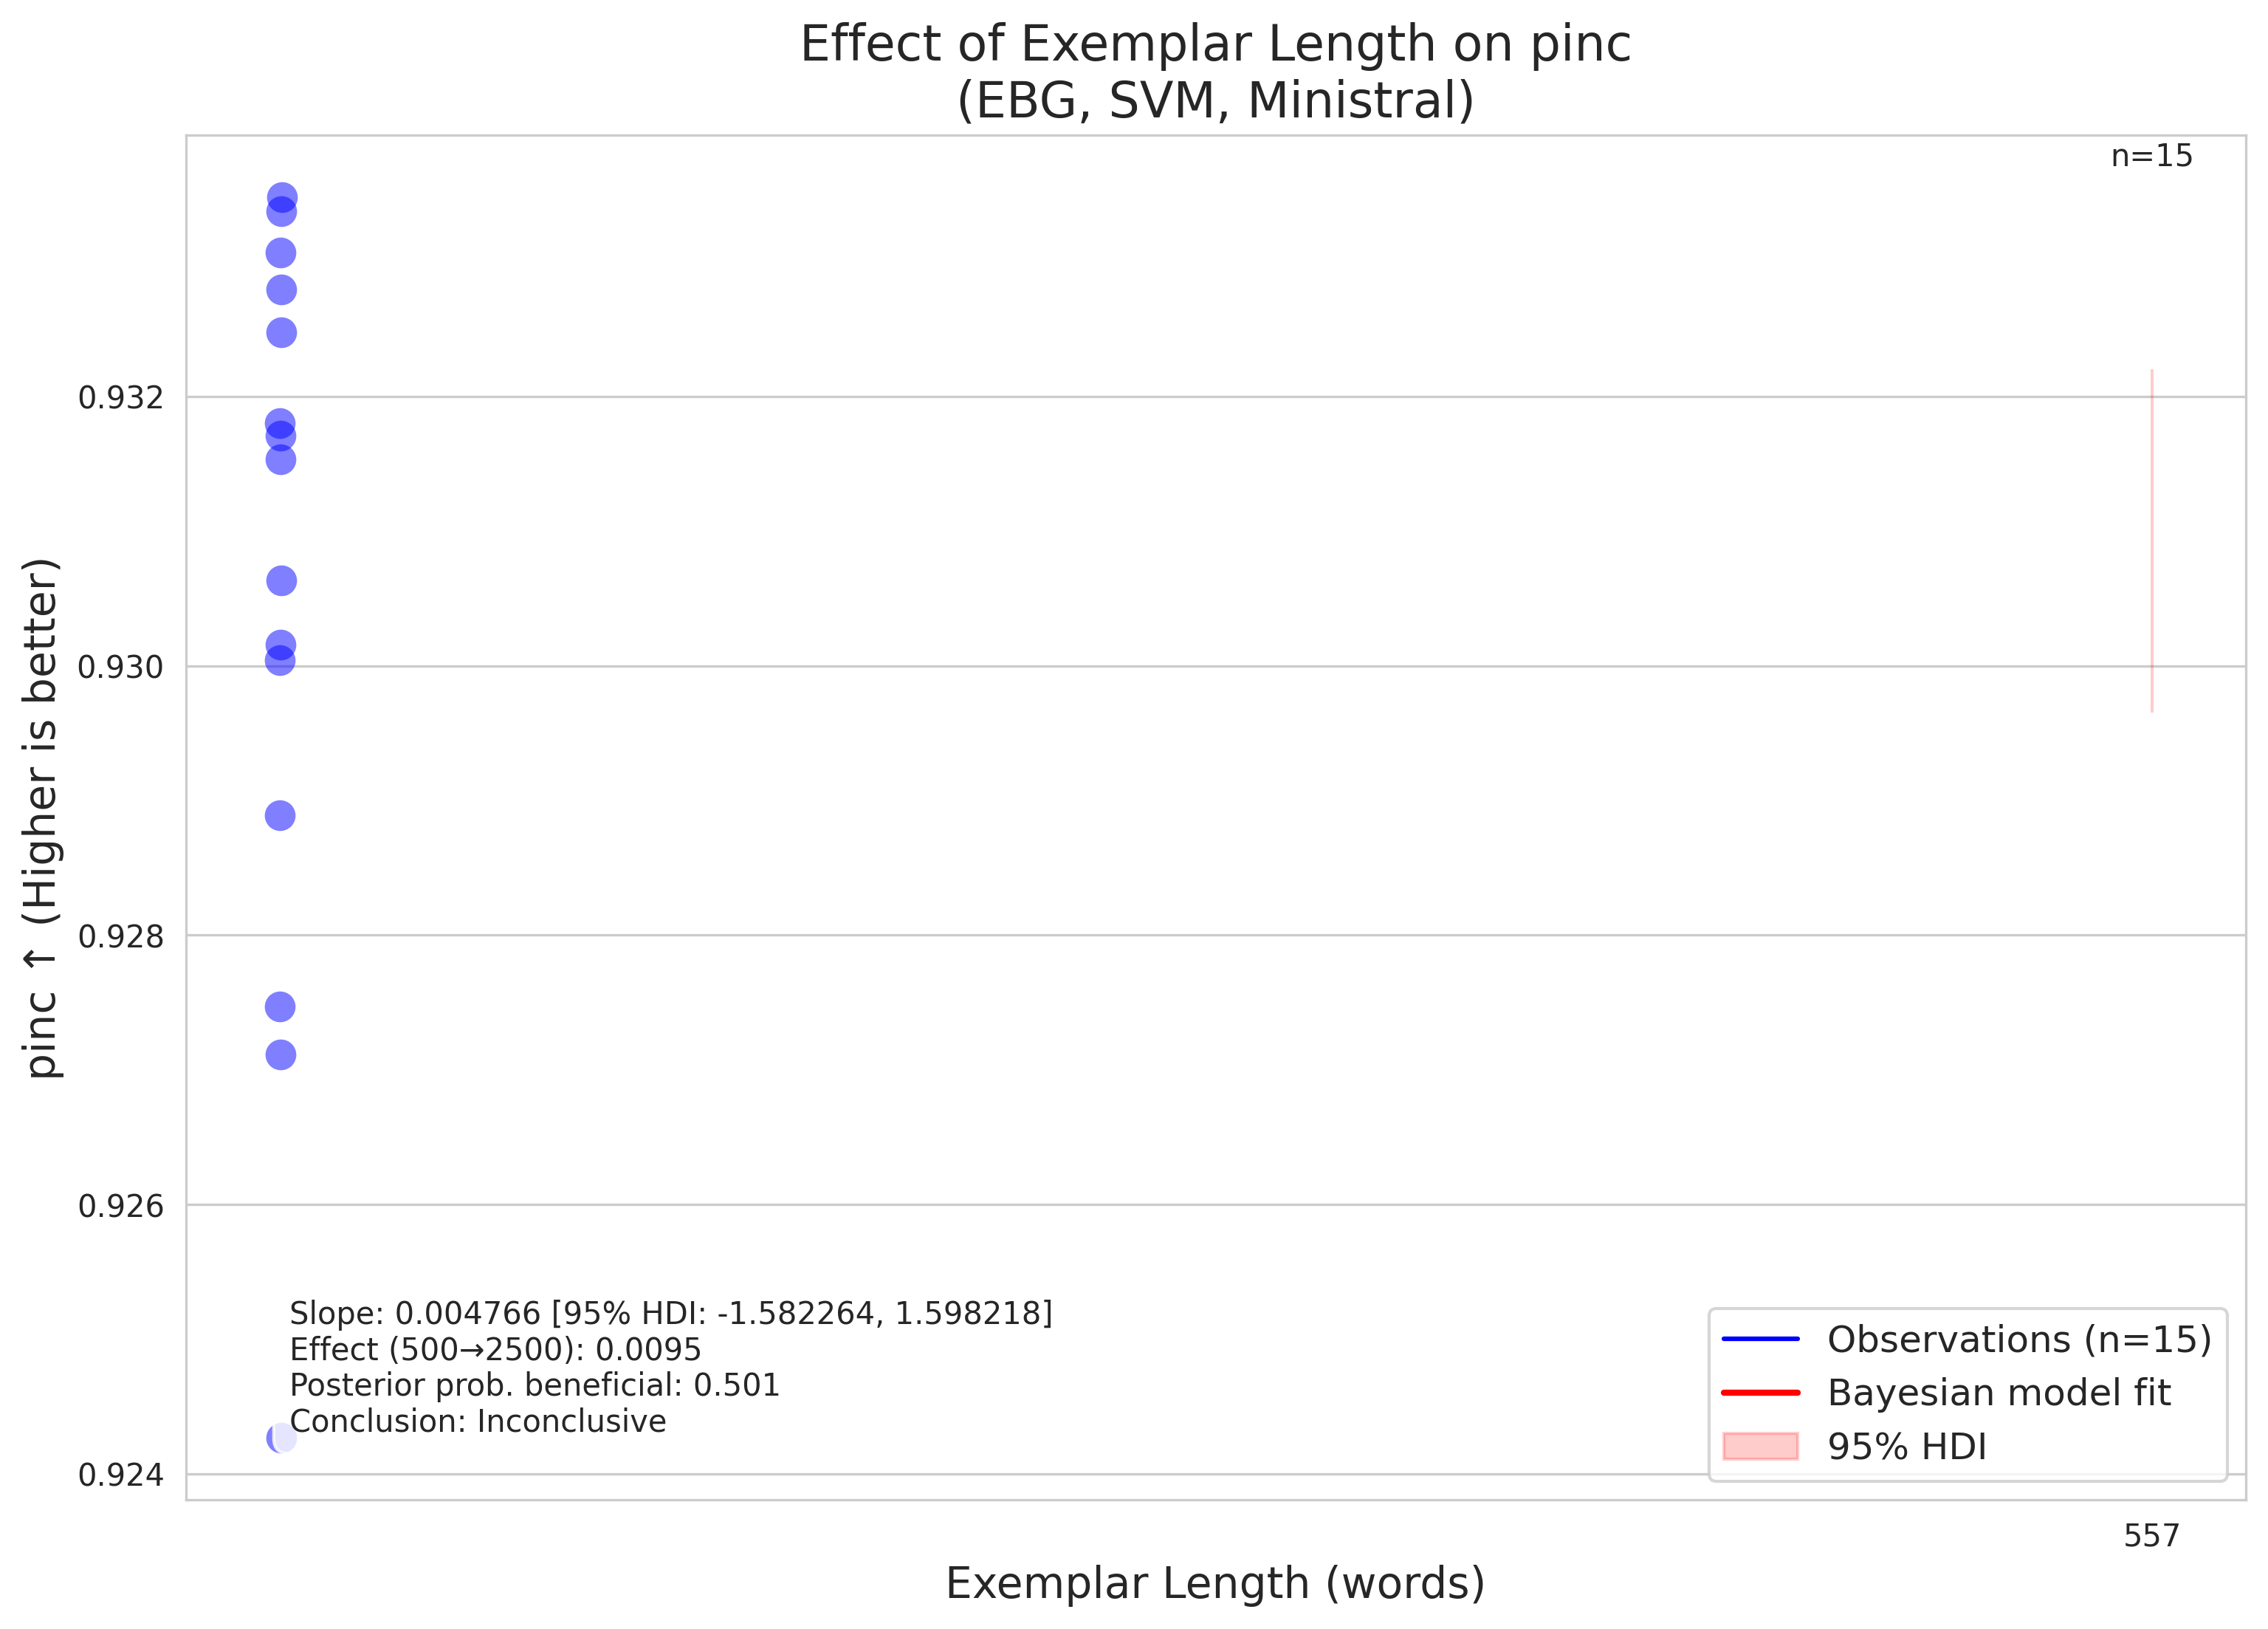 Effect of Exemplar Length on pinc
(EBG, SVM, Ministral)
n=15
pinc ↑ (Higher is better)
0.932
0.930
0.928
0.926
0.924
Slope: 0.004766 [95% HDI: -1.582264, 1.598218]
Effect (500→2500): 0.0095
Posterior prob. beneficial: 0.501
Conclusion: Inconclusive
Observations (n=15)
Bayesian model fit
95% HDI
557
Exemplar Length (words)